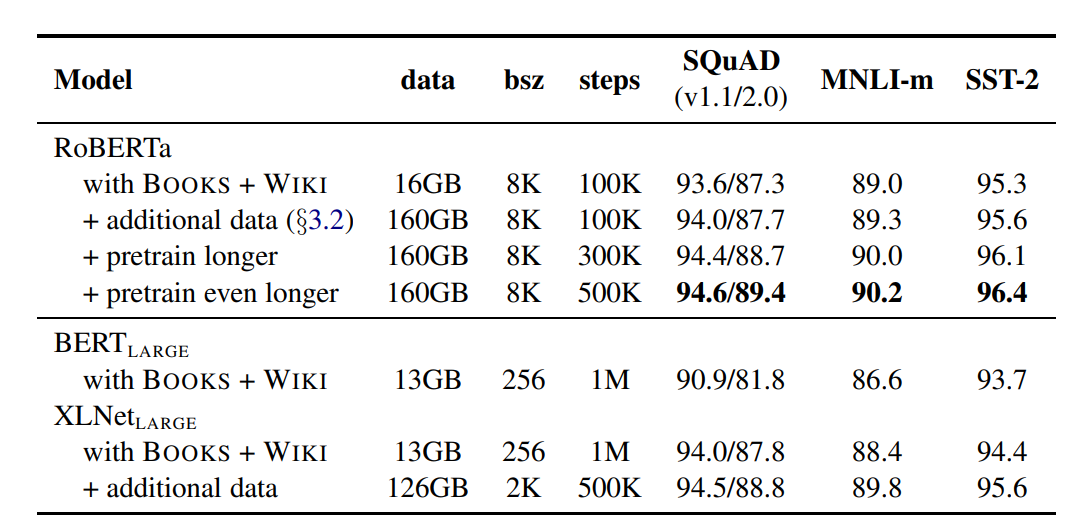 Model data bsz steps SQuAD (v1.1/2.0) MNLI-m SST-2
RoBERTa
with BOOKS + WIKI 16GB 8K 100K 93.6/87.3 89.0 95.3
+ additional data (§3.2) 160GB 8K 100K 94.0/87.7 89.3 95.6
+ pretrain longer 160GB 8K 300K 94.4/88.7 90.0 96.1
+ pretrain even longer 160GB 8K 500K 94.6/89.4 90.2 96.4
BERTLARGE
with BOOKS + WIKI 13GB 256 1M 90.9/81.8 86.6 93.7
XLNetLARGE
with BOOKS + WIKI 13GB 256 1M 94.0/87.8 88.4 94.4
+ additional data 126GB 2K 500K 94.5/88.8 89.8 95.6